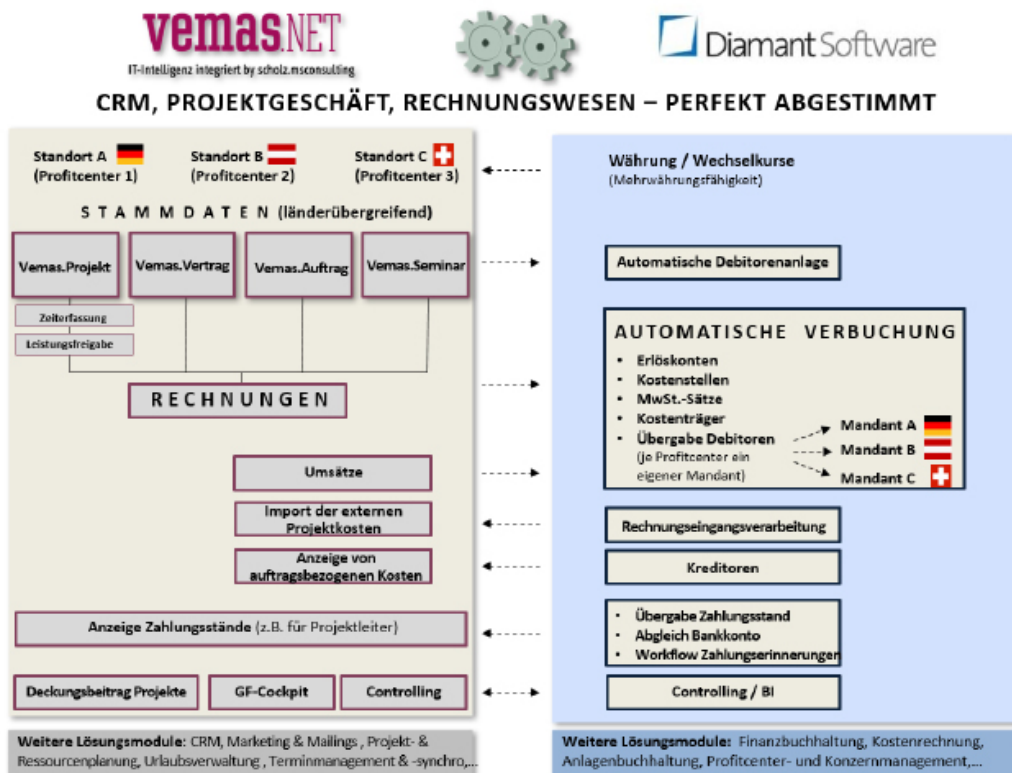 vemas.NET
IT-Intelligenz integriert by scholz.msconsulting
Diamant Software
CRM, PROJEKTGESCHÄFT, RECHNUNGSWESEN – PERFEKT ABGESTIMMT
Standort A
(Profitcenter 1)
Standort B
(Profitcenter 2)
Standort C
(Profitcenter 3)
STAMMDATEN (länderübergreifend)
Vemas.Projekt
Vemas.Vertrag
Vemas.Auftrag
Vemas.Seminar
Zeiterfassung
Leistungsfreigabe
RECHNUNGEN
Umsätze
Import der externen
Projektkosten
Anzeige von
auftragsbezogenen Kosten
Anzeige Zahlungsstände (z.B. für Projektleiter)
Deckungsbeitrag Projekte
GF-Cockpit
Controlling
Weitere Lösungsmodule: CRM, Marketing & Mailings , Projekt- &
Ressourcenplanung, Urlaubsverwaltung , Terminmanagement & -synchro,...
Währung / Wechselkurse
(Mehrwährungsfähigkeit)
Automatische Debitorenanlage
AUTOMATISCHE VERBUCHUNG
• Erlöskonten
• Kostenstellen
• MwSt.-Sätze
• Kostenträger
• Übergabe Debitoren
(je Profitcenter ein
eigener Mandant)
Mandant A
Mandant B
Mandant C
Rechnungseingangsverarbeitung
Kreditoren
• Übergabe Zahlungsstand
• Abgleich Bankkonto
• Workflow Zahlungserinnerungen
Controlling / BI
Weitere Lösungsmodule: Finanzbuchhaltung, Kostenrechnung,
Anlagenbuchhaltung, Profitcenter- und Konzernmanagement,...